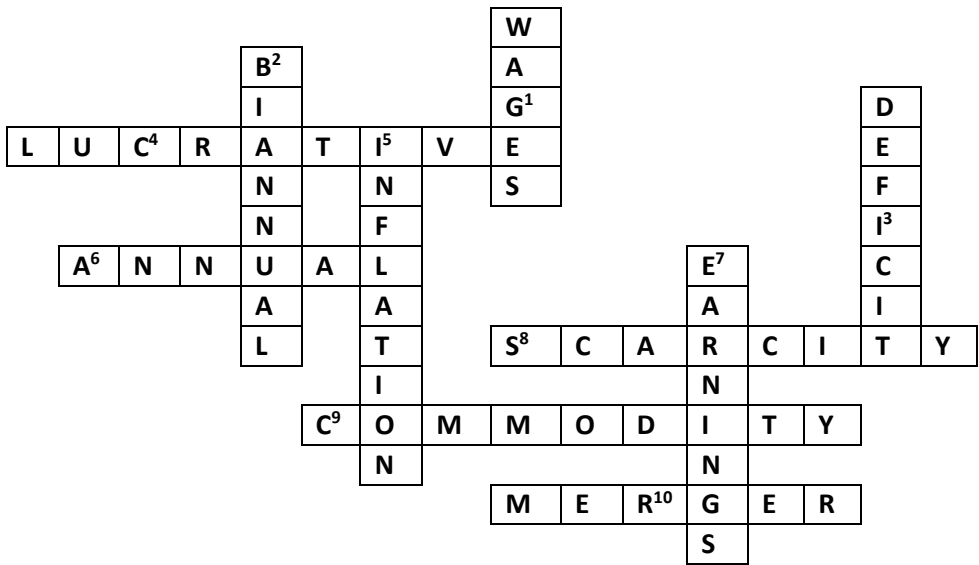 W
B² A
I G¹ D
L U C⁴ R A T I⁵ V E E
N N S F
N F I³
A⁶ N N U A L E⁷ C
A A A I
L T S⁸ C A R C I T Y
I N
C⁹ O M M O D I T Y
N N
M E R¹⁰ G E R
S